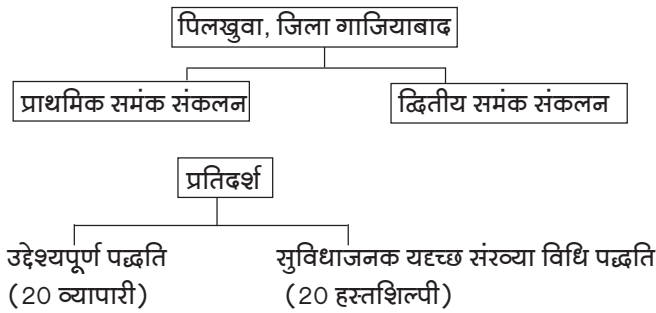 पिलखुवा, जिला गाजियाबाद
प्राथमिक समंक संकलन
द्वितीय समंक संकलन
प्रतिदर्श
उद्देश्यपूर्ण पद्धति
(20 व्यापारी)
सुविधाजनक यदृच्छ संख्या विधि पद्धति
(20 हस्तशिल्पी)